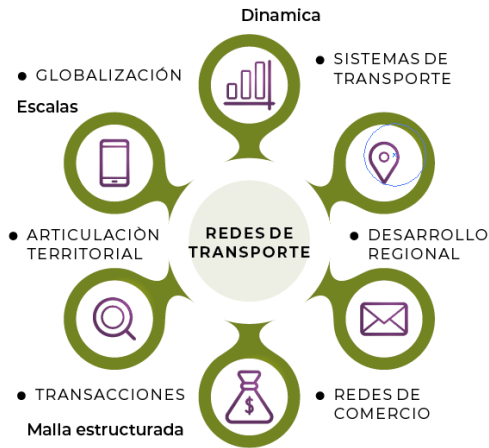 Dinamica
● GLOBALIZACIÓN
● SISTEMAS DE
TRANSPORTE
Escalas
REDES DE
TRANSPORTE
● ARTICULACIÒN
TERRITORIAL
● DESARROLLO
REGIONAL
$
● TRANSACCIONES
● REDES DE
COMERCIO
Malla estructurada